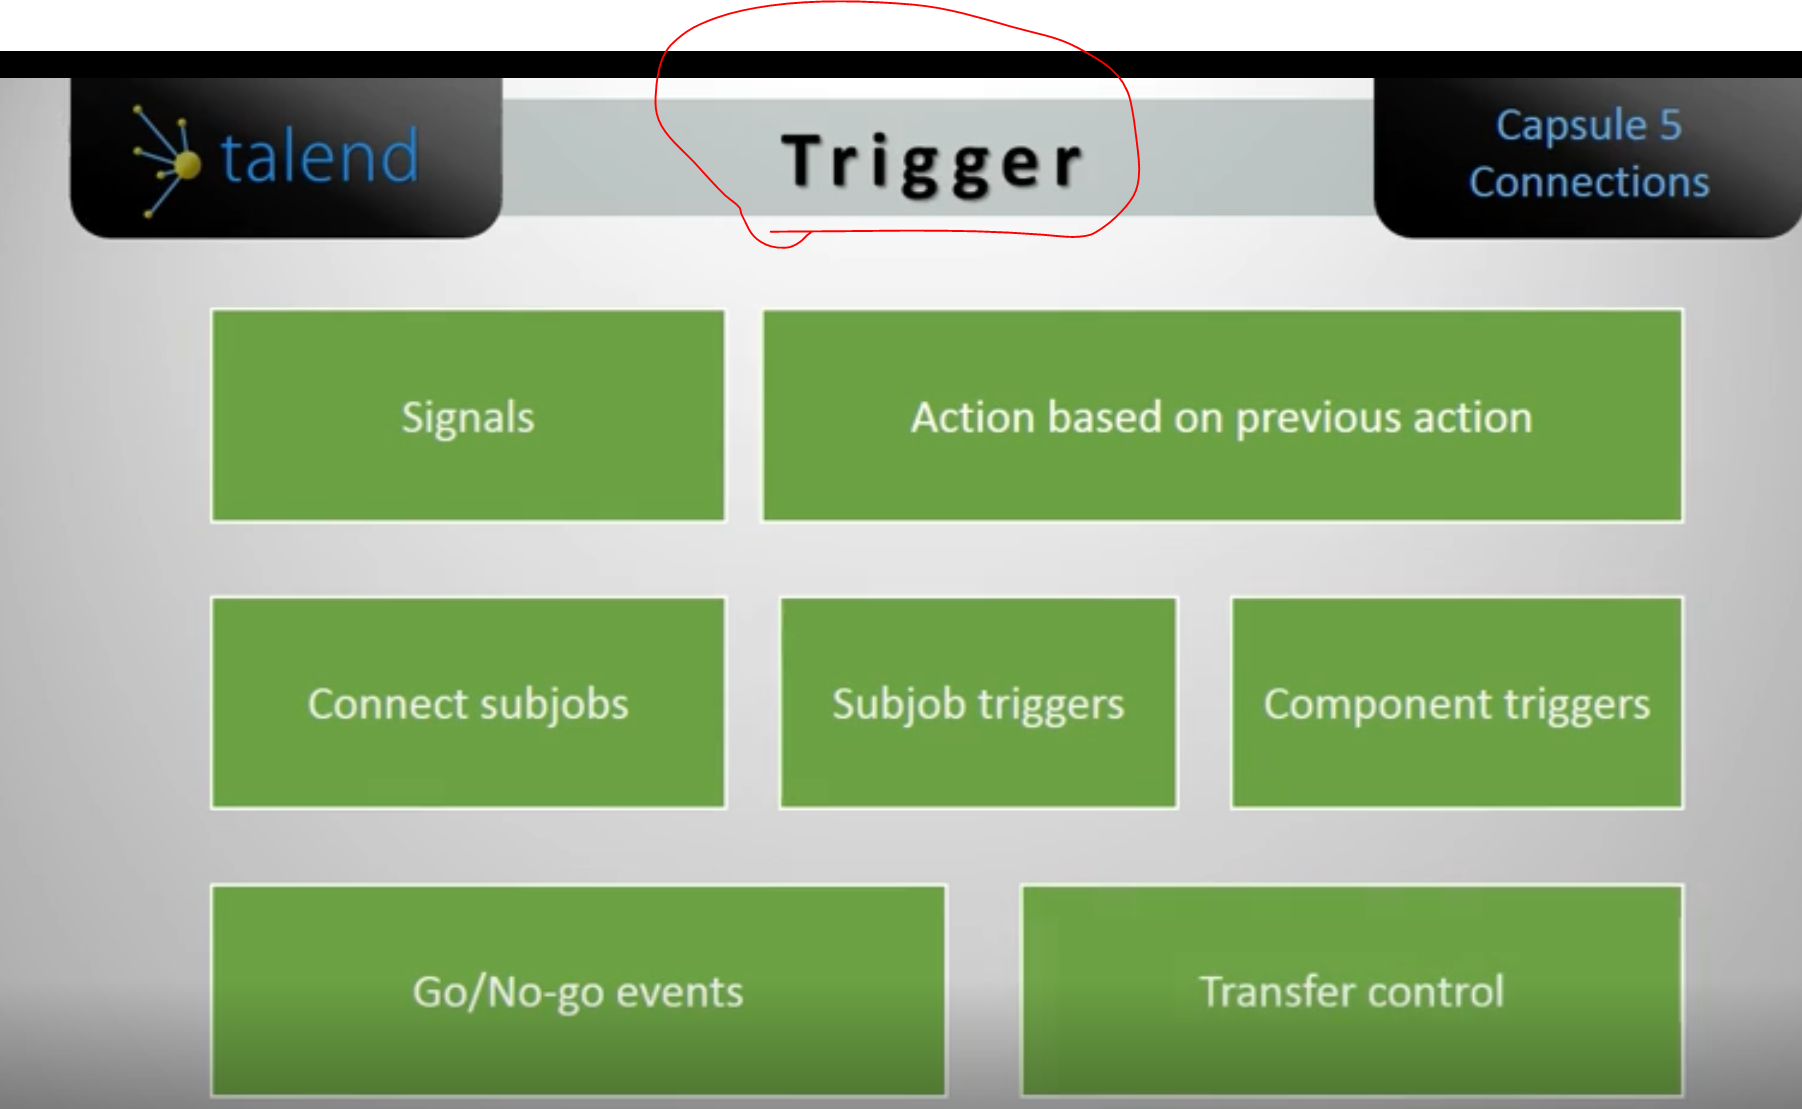 talend
Trigger
Capsule 5
Connections
Signals
Action based on previous action
Connect subjobs
Subjob triggers
Component triggers
Go/No-go events
Transfer control